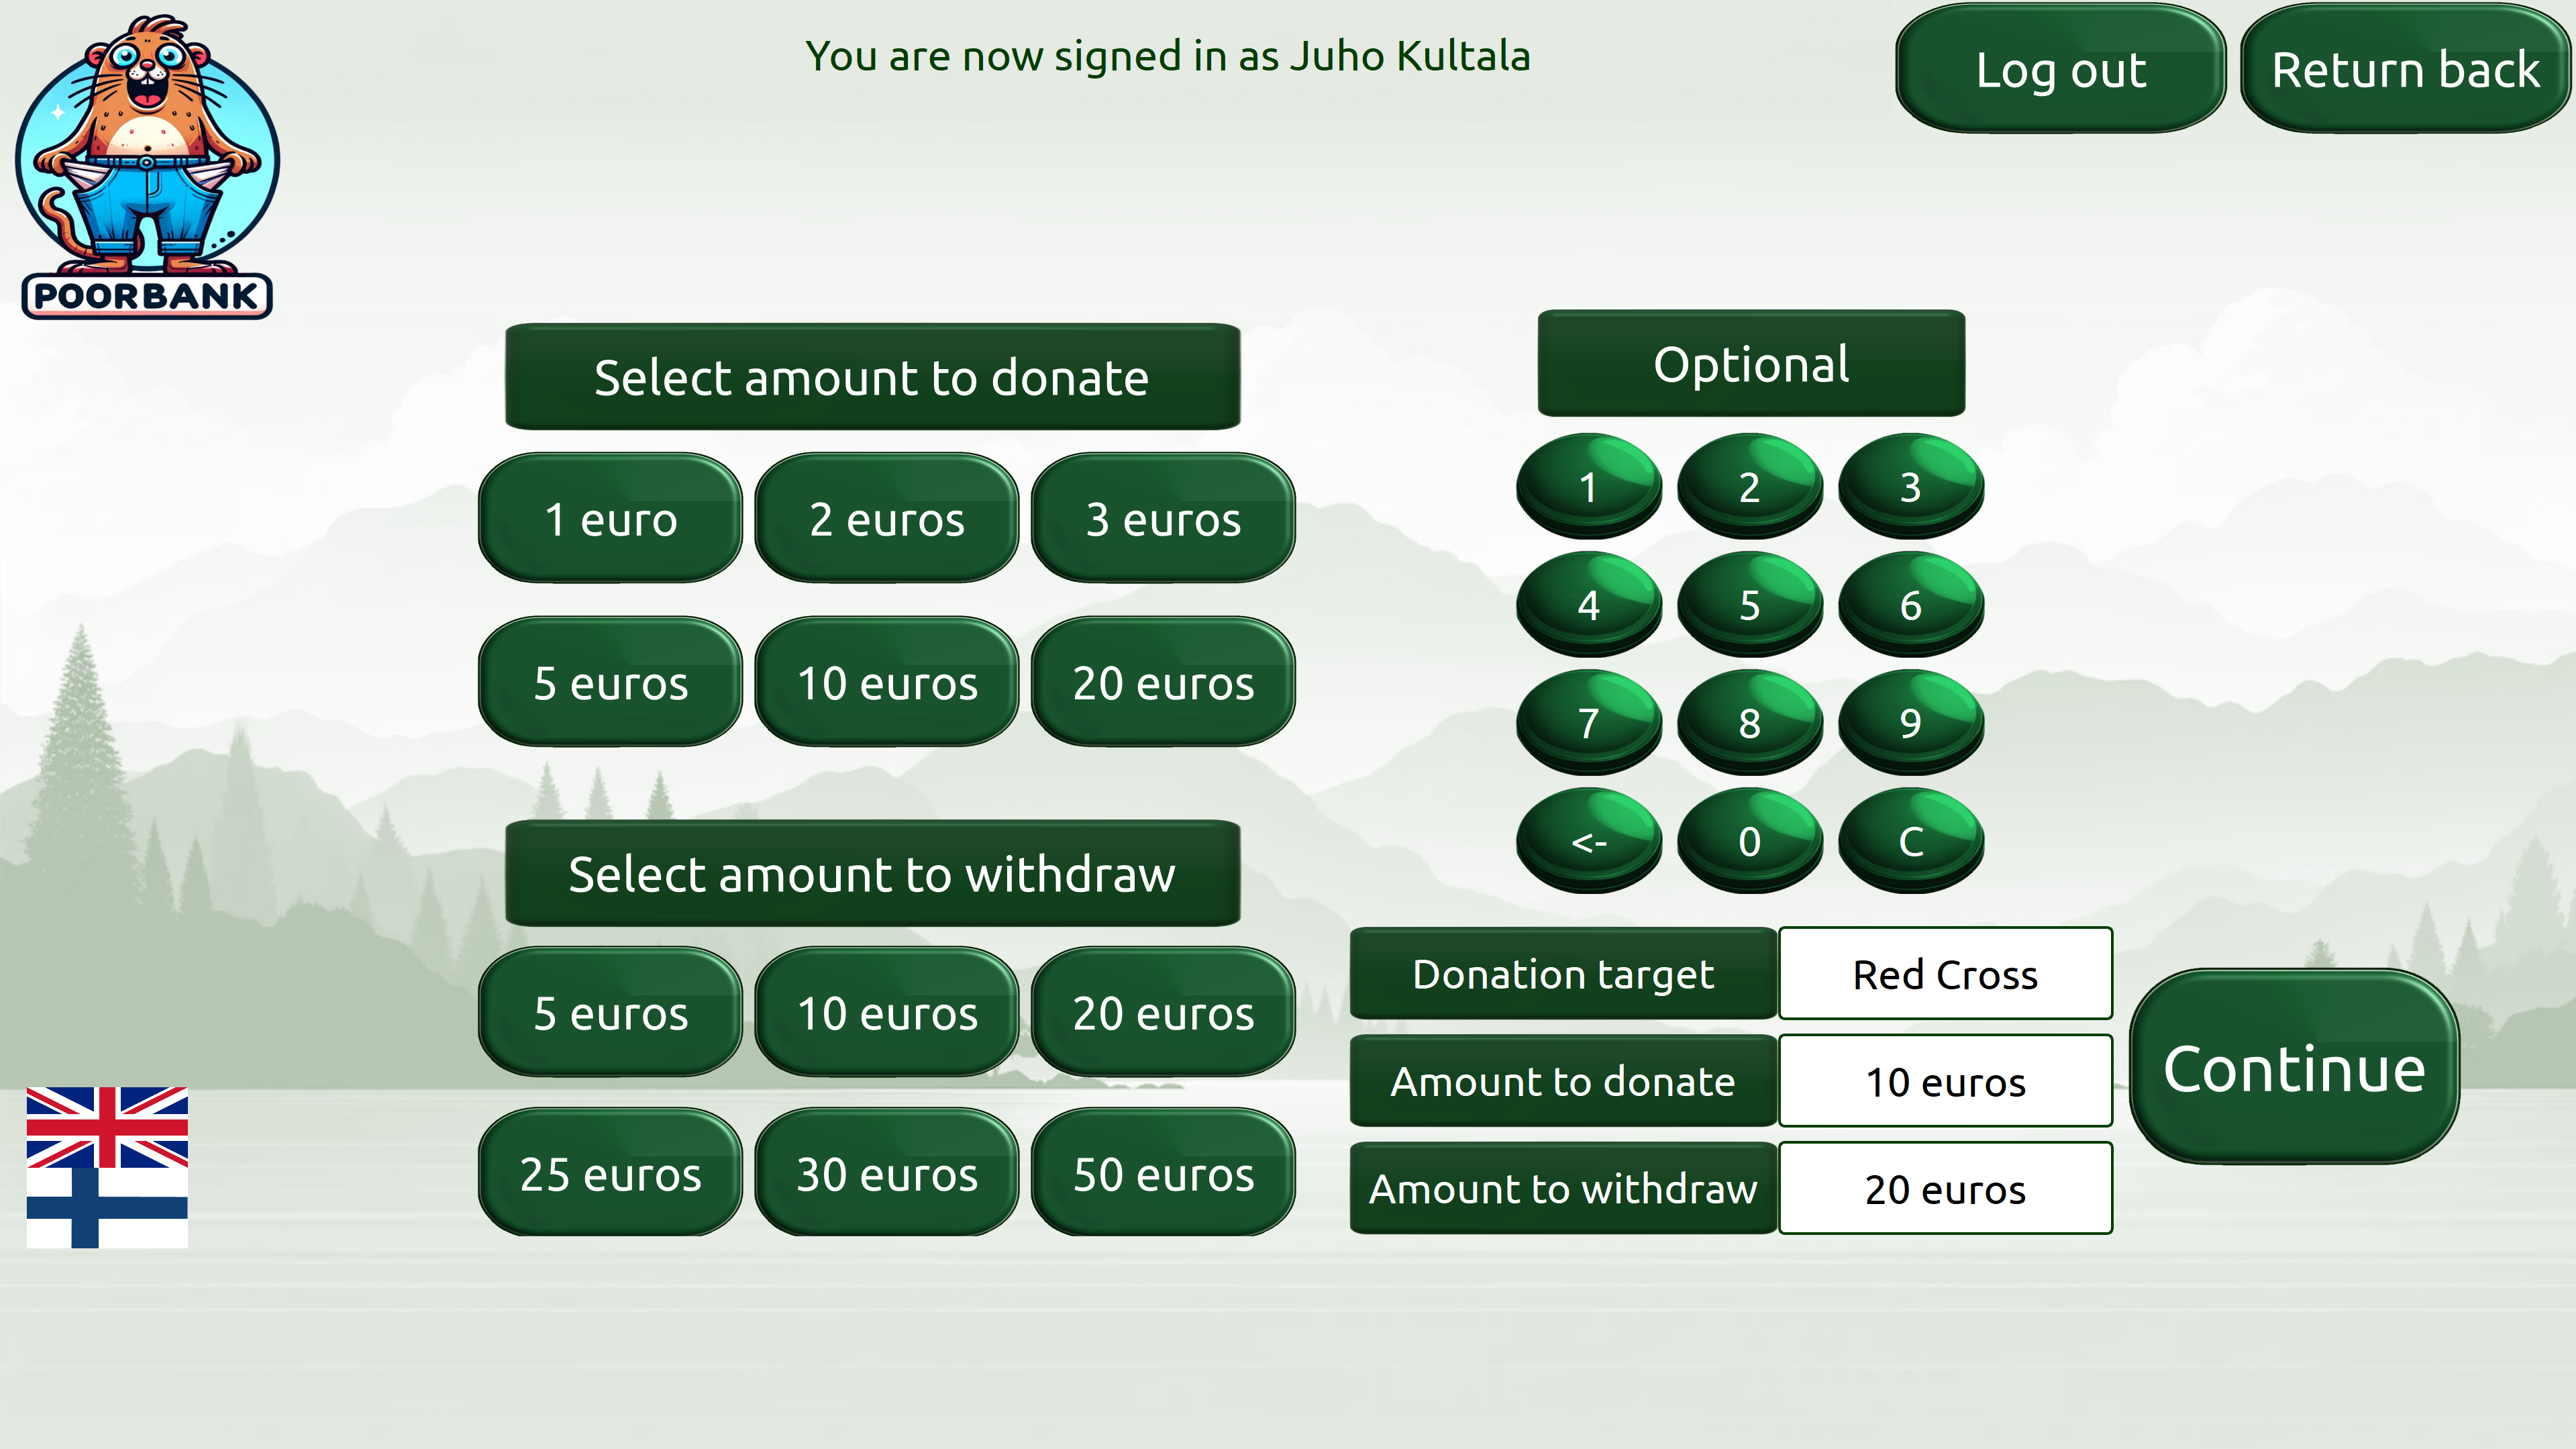 You are now signed in as Juho Kultala
Log out
Return back
POORBANK
Select amount to donate
1 euro
2 euros
3 euros
5 euros
10 euros
20 euros
Select amount to withdraw
5 euros
10 euros
20 euros
25 euros
30 euros
50 euros
Optional
1
2
3
4
5
6
7
8
9
<-
0
C
Donation target
Red Cross
Amount to donate
10 euros
Amount to withdraw
20 euros
Continue